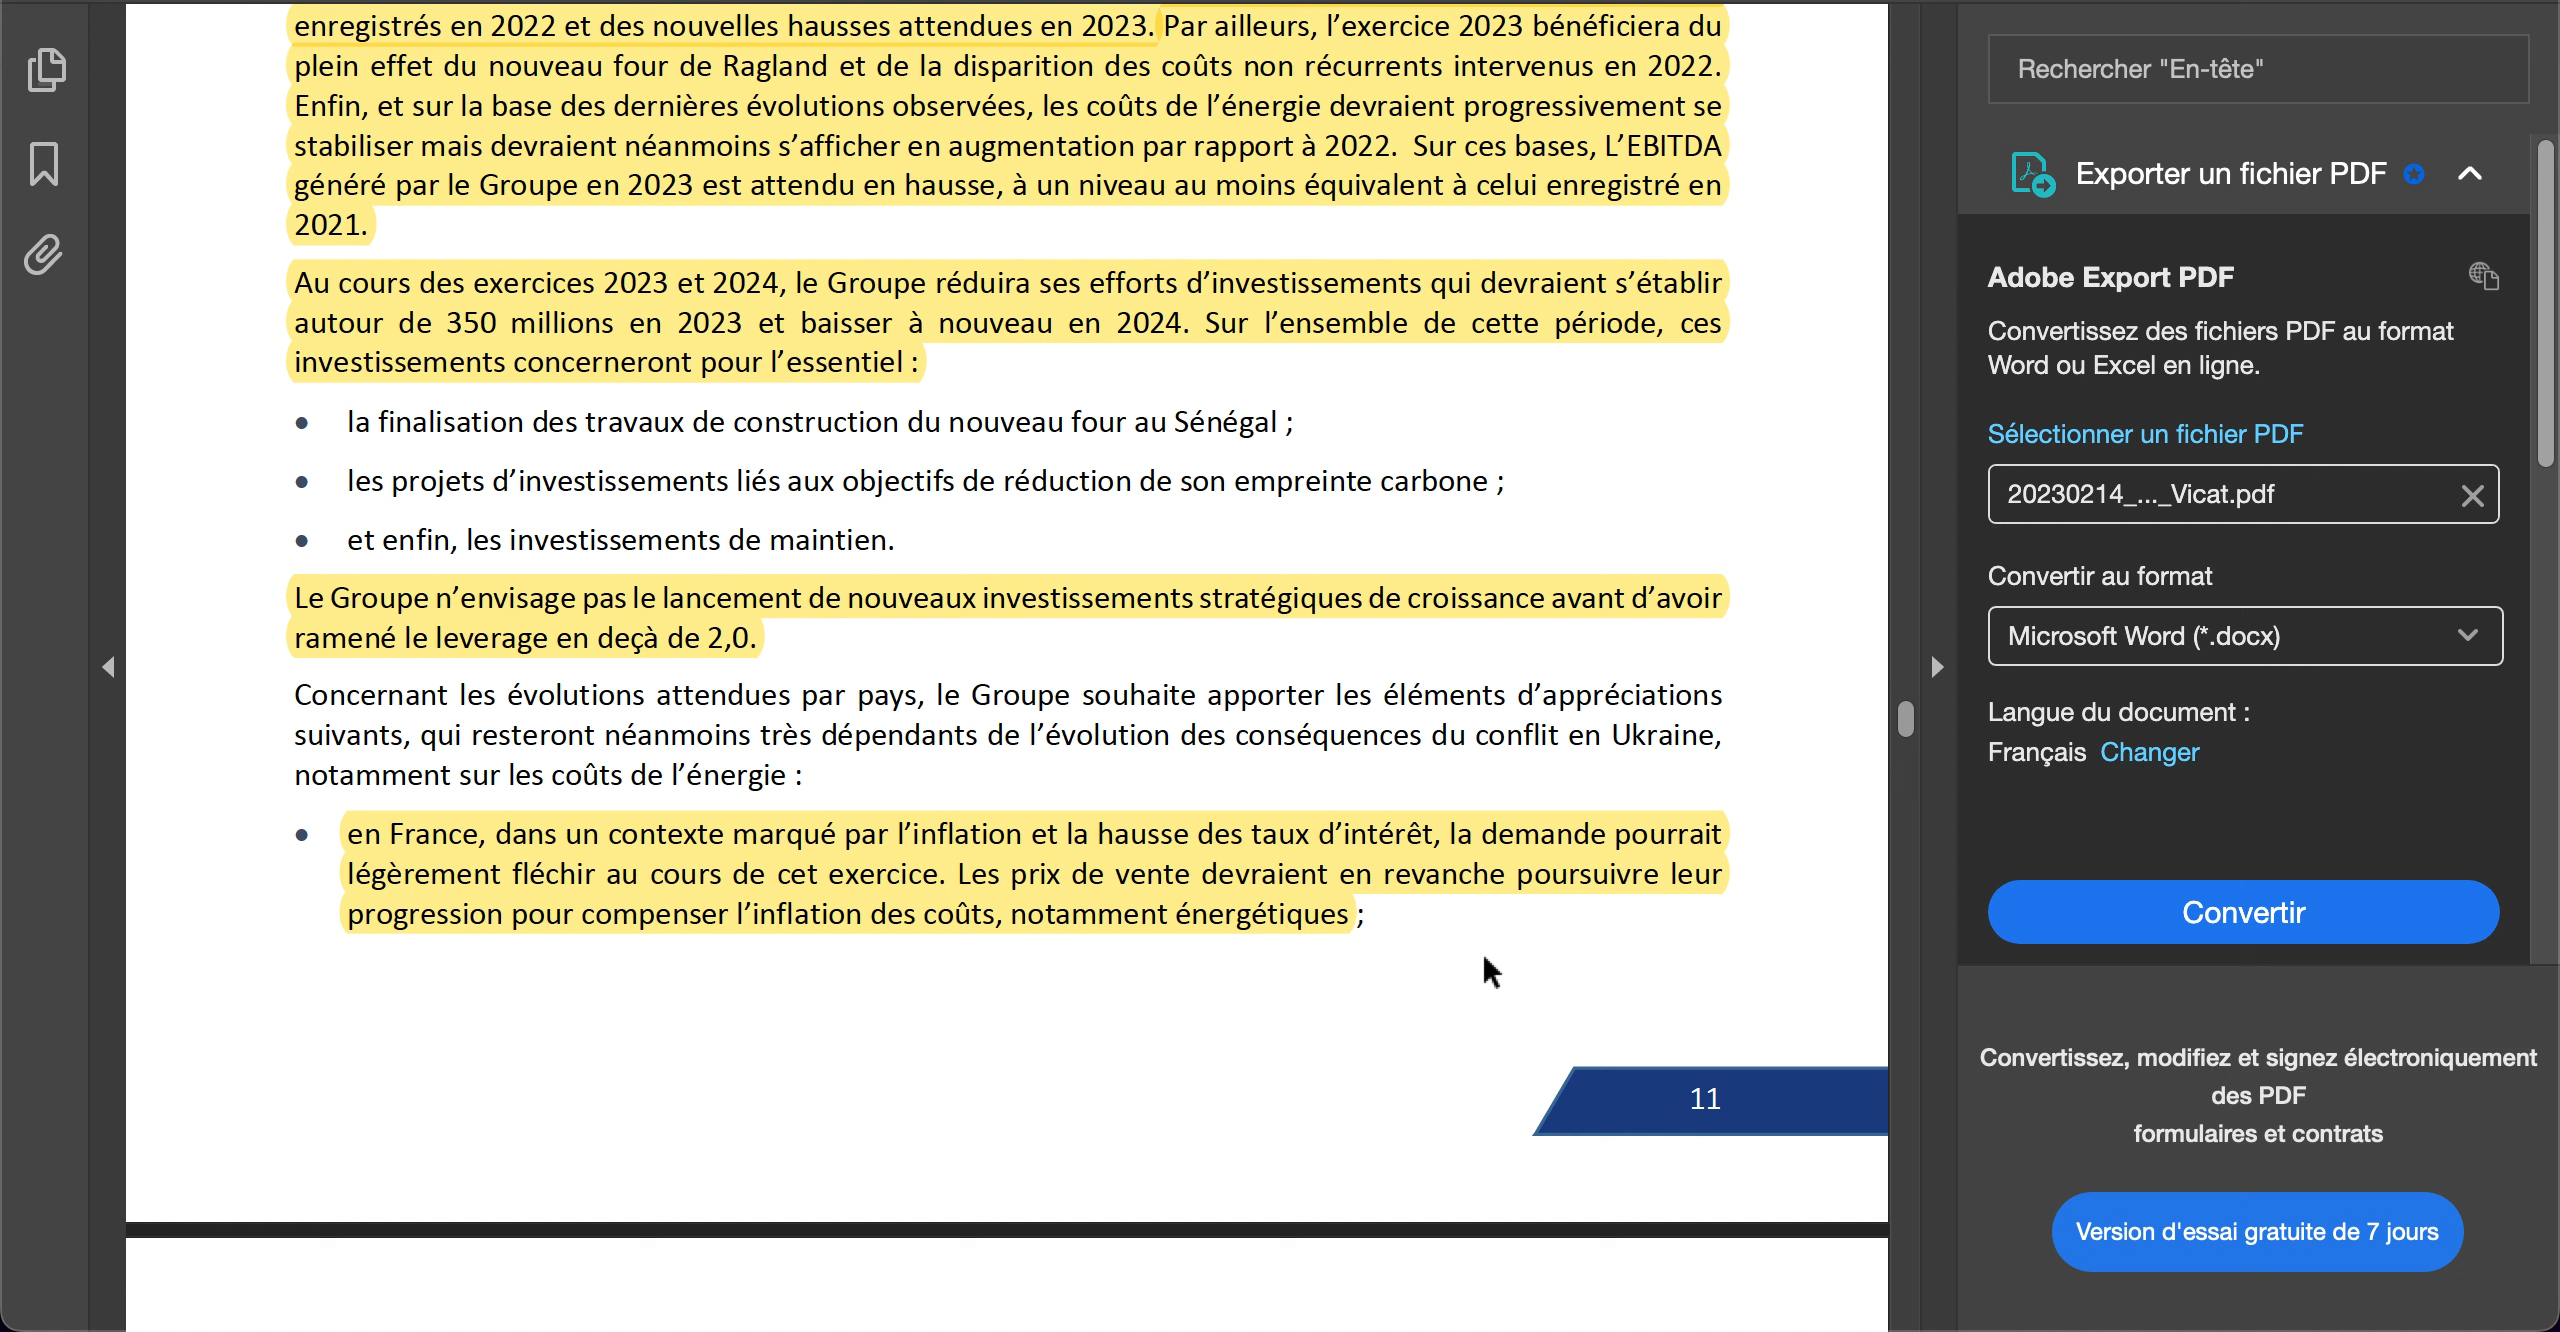 enregistrés en 2022 et des nouvelles hausses attendues en 2023. Par ailleurs, l’exercice 2023 bénéficiera du
plein effet du nouveau four de Ragland et de la disparition des coûts non récurrents intervenus en 2022.
Enfin, et sur la base des dernières évolutions observées, les coûts de l’énergie devraient progressivement se
stabiliser mais devraient néanmoins s’afficher en augmentation par rapport à 2022.  Sur ces bases, L’EBITDA
généré par le Groupe en 2023 est attendu en hausse, à un niveau au moins équivalent à celui enregistré en
2021.
Au cours des exercices 2023 et 2024, le Groupe réduira ses efforts d’investissements qui devraient s’établir
autour de 350 millions en 2023 et baisser à nouveau en 2024. Sur l’ensemble de cette période, ces
investissements concerneront pour l’essentiel :
• la finalisation des travaux de construction du nouveau four au Sénégal ;
• les projets d’investissements liés aux objectifs de réduction de son empreinte carbone ;
• et enfin, les investissements de maintien.
Le Groupe n’envisage pas le lancement de nouveaux investissements stratégiques de croissance avant d’avoir
ramené le leverage en deçà de 2,0.
Concernant les évolutions attendues par pays, le Groupe souhaite apporter les éléments d’appréciations
suivants, qui resteront néanmoins très dépendants de l’évolution des conséquences du conflit en Ukraine,
notamment sur les coûts de l’énergie :
• en France, dans un contexte marqué par l’inflation et la hausse des taux d’intérêt, la demande pourrait
légèrement fléchir au cours de cet exercice. Les prix de vente devraient en revanche poursuivre leur
progression pour compenser l’inflation des coûts, notamment énergétiques ;
11
Rechercher "En-tête"
Exporter un fichier PDF
Adobe Export PDF
Convertissez des fichiers PDF au format
Word ou Excel en ligne.
Sélectionner un fichier PDF
20230214_..._Vicat.pdf
Convertir au format
Microsoft Word (*.docx)
Langue du document :
Français Changer
Convertir
Convertissez, modifiez et signez électroniquement
des PDF
formulaires et contrats
Version d'essai gratuite de 7 jours